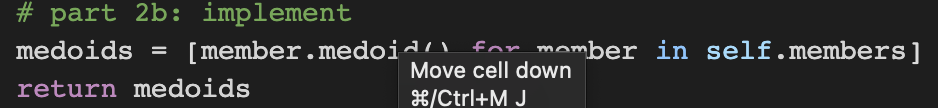 # part 2b: implement
medoids = [member.medoid() for member in self.members]
Move cell down
return medoids
⌘/Ctrl+M J